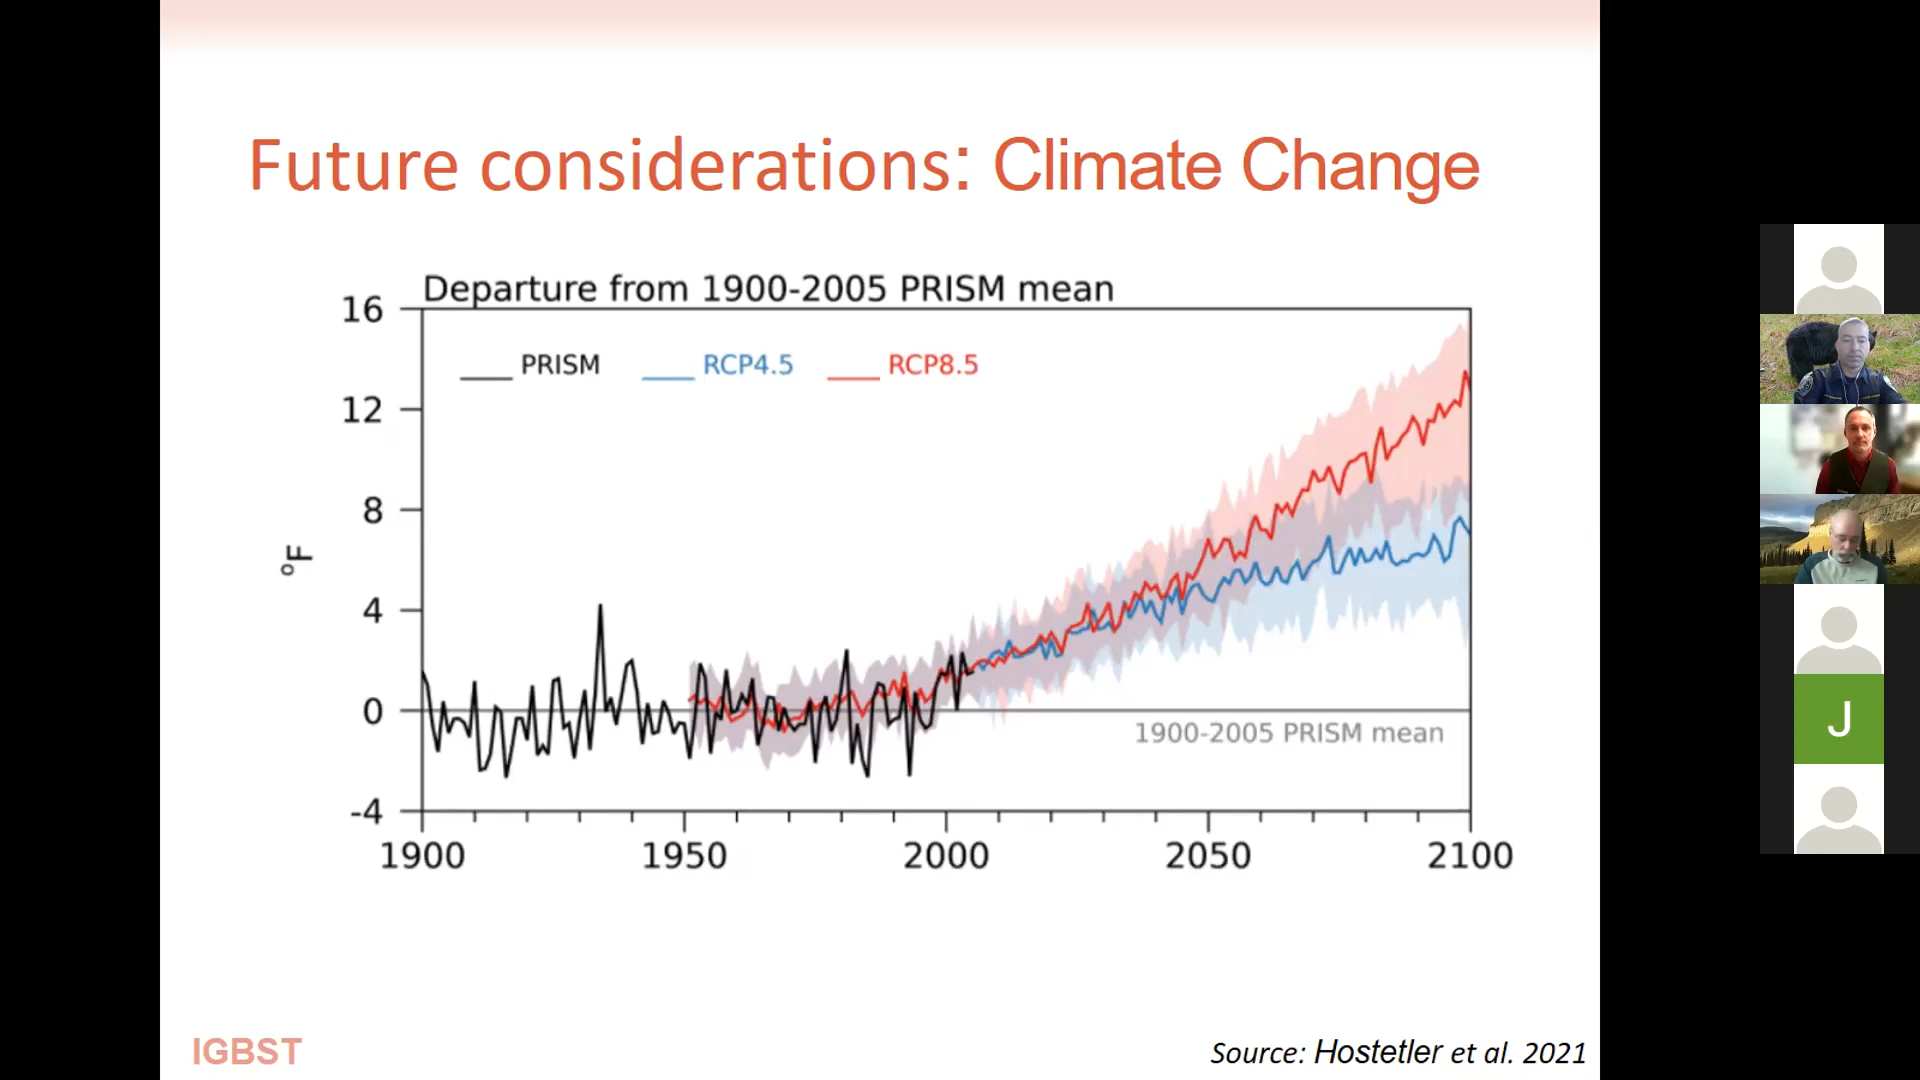 Future considerations: Climate Change
Departure from 1900-2005 PRISM mean
16
12
8
4
0
-4
°F
PRISM
RCP4.5
RCP8.5
1900-2005 PRISM mean
1900
1950
2000
2050
2100
IGBST
Source: Hostetler et al. 2021
J